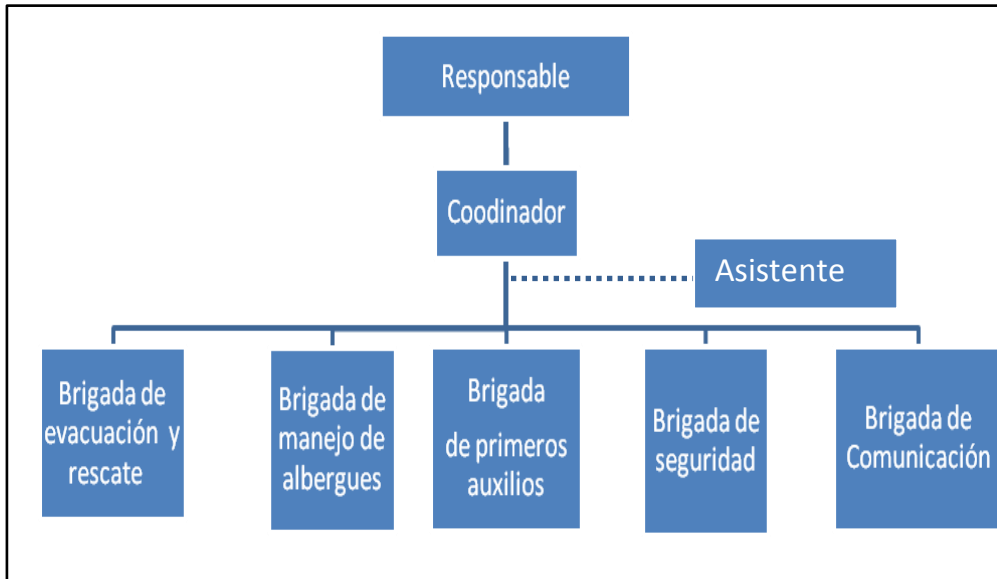 Responsable
Coodinador
Asistente
Brigada de
evacuación y
rescate
Brigada de
manejo de
albergues
Brigada
de primeros
auxilios
Brigada de
seguridad
Brigada de
Comunicación